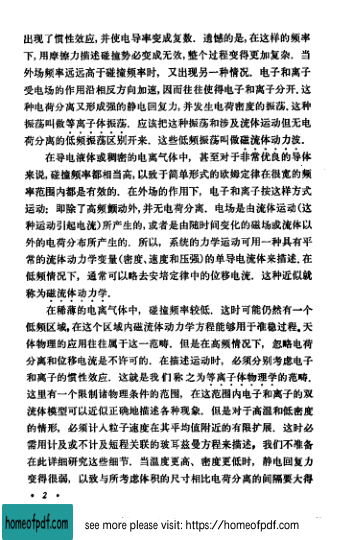 出现了惯性效应,并使电导率变成复数. 遗憾的是,在这样的频率
下,用摩擦力描述碰撞势必变成无效,整个过程变得更加复杂. 当
外场频率远远高于碰撞频率时, 又出现另一种情况. 电子和离子
受电场的作用沿相反方向加速,因而往往使得电子和离子分开.这
种电荷分离又形成强的静电回复力,并发生电荷密度的振荡.这种
振荡叫做等离子体振荡. 应该把这种振荡和涉及流体运动但无电
荷分离的低频振荡区别开来. 这些低频振荡叫做磁流体动力波.
在导电液体或稠密的电离气体中, 甚至对于非常优良的导体
来说,碰撞频率都相当高,以致于简单形式的欧姆定律在很宽的频
率范围内都是有效的. 在外场的作用下, 电子和离子按这样方式
运动: 即除了高频颤动外,并无电荷分离. 电场是由流体运动(这
种运动引起电流)所产生的,或者是由随时间变化的磁场或流体以
外的电荷分布所产生的. 所以, 系统的力学运动可用一种具有平
常的流体动力学变量(密度、速度和压强)的单导电流体来描述.在
低频情况下, 通常可以略去安培定律中的位移电流. 这种近似就
称为磁流体动力学.
在稀薄的电离气体中, 碰撞频率较低. 这时可能仍然有一个
低频区域,在这个区域内磁流体动力学方程能够用于准稳过程.天
体物理的应用往往属于这一范畴. 但是在高频情况下, 忽略电荷
分离和位移电流是不许可的. 在描述运动时, 必须分别考虑电子
和离子的惯性效应. 这就是我们称之为等离子体物理学的范畴.
这里有一个限制诸物理条件的范围, 在这范围内电子和离子的双
流体模型可以近似正确地描述各种现象. 但是对于高温和低密度
的情形, 必须计入粒子速度在其平均值附近的有限扩展. 这时必
需用计及或不计及短程关联的玻耳兹曼方程来描述. 我们不准备
在此详细研究这些细节. 当温度更高、密度更低时, 静电回复力
变得很弱, 以致与所考虑体积的尺寸相比电荷分离的间隔要大得
• 2 •
homeofpdf.com
see more please visit: https://homeofpdf.com